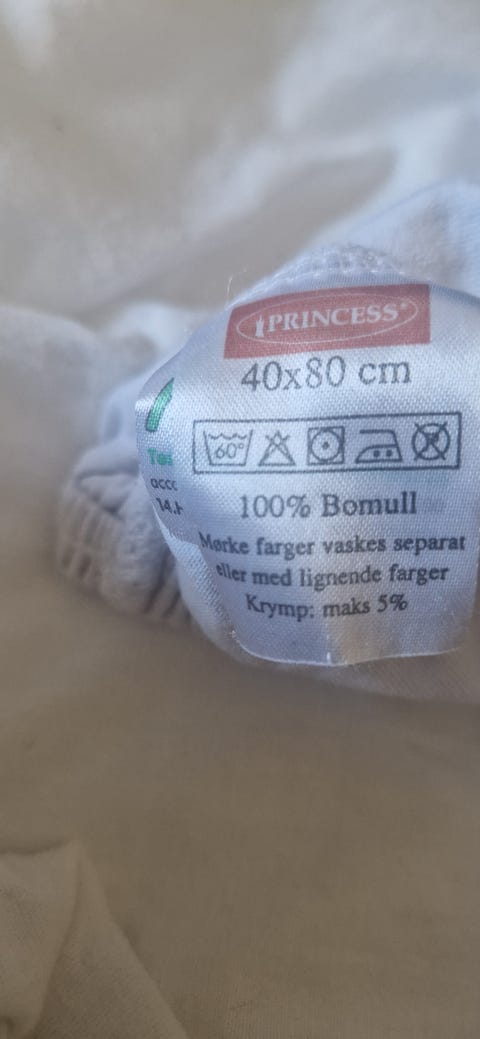 PRINCESS®
40x80 cm
60°
100% Bomull
Mørke farger vaskes separat
eller med lignende farger
Krymp: maks 5%